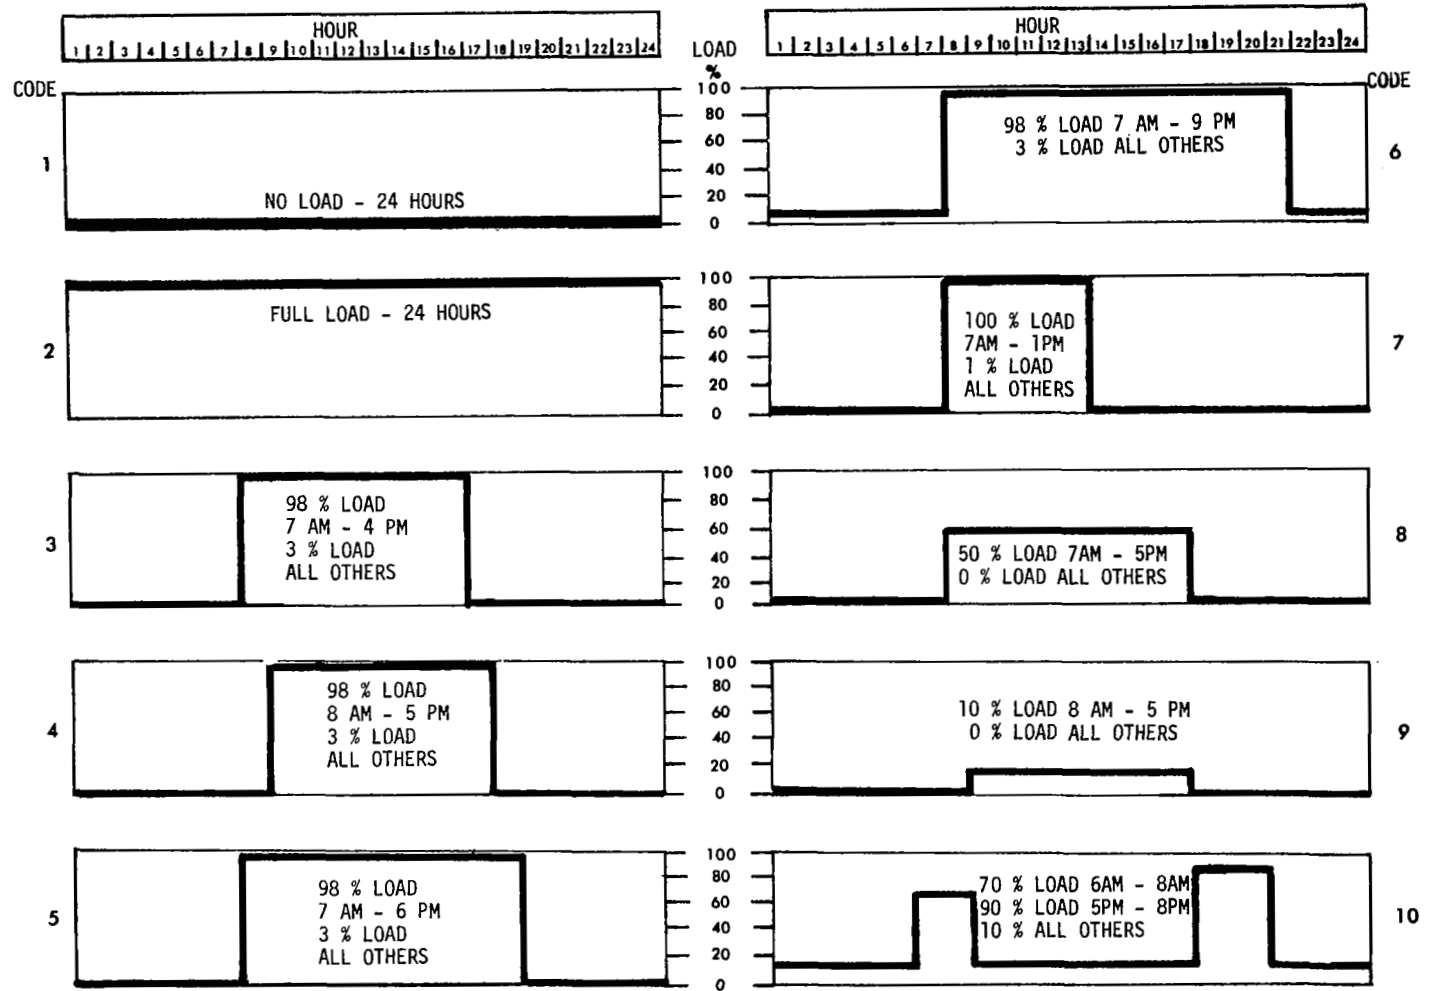 HOUR
1 2 3 4 5 6 7 8 9 10 11 12 13 14 15 16 17 18 19 20 21 22 23 24
LOAD
%
HOUR
1 2 3 4 5 6 7 8 9 10 11 12 13 14 15 16 17 18 19 20 21 22 23 24
CODE
CODE
1
NO LOAD - 24 HOURS
100
80
60
40
20
0
98 % LOAD 7 AM - 9 PM
3 % LOAD ALL OTHERS
6
2
FULL LOAD - 24 HOURS
100
80
60
40
20
0
100 % LOAD
7AM - 1PM
1 % LOAD
ALL OTHERS
7
3
98 % LOAD
7 AM - 4 PM
3 % LOAD
ALL OTHERS
100
80
60
40
20
0
50 % LOAD 7AM - 5PM
0 % LOAD ALL OTHERS
8
4
98 % LOAD
8 AM - 5 PM
3 % LOAD
ALL OTHERS
100
80
60
40
20
0
10 % LOAD 8 AM - 5 PM
0 % LOAD ALL OTHERS
9
5
98 % LOAD
7 AM - 6 PM
3 % LOAD
ALL OTHERS
100
80
60
40
20
0
70 % LOAD 6AM - 8AM
90 % LOAD 5PM - 8PM
10 % ALL OTHERS
10